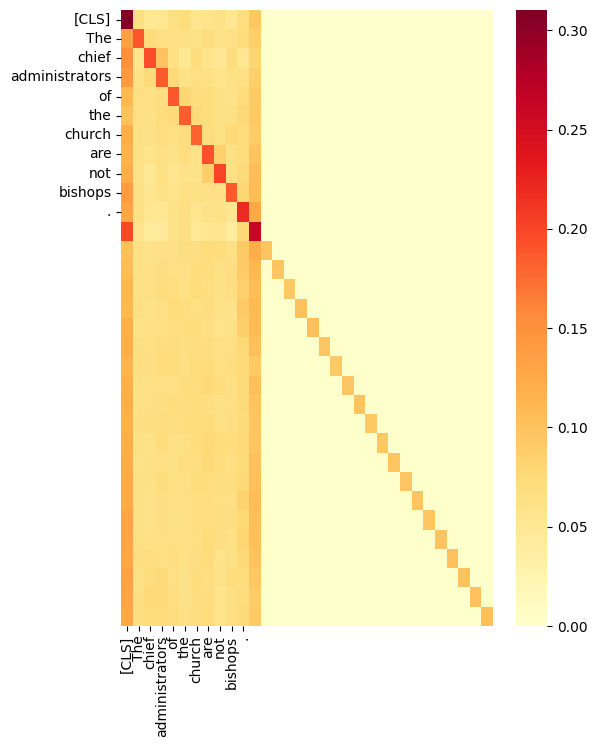 [CLS]
The
chief
administrators
of
the
church
are
not
bishops
.
0.30
0.25
0.20
0.15
0.10
0.05
0.00
[CLS]
The
chief
administrators
of
the
church
are
not
bishops
.